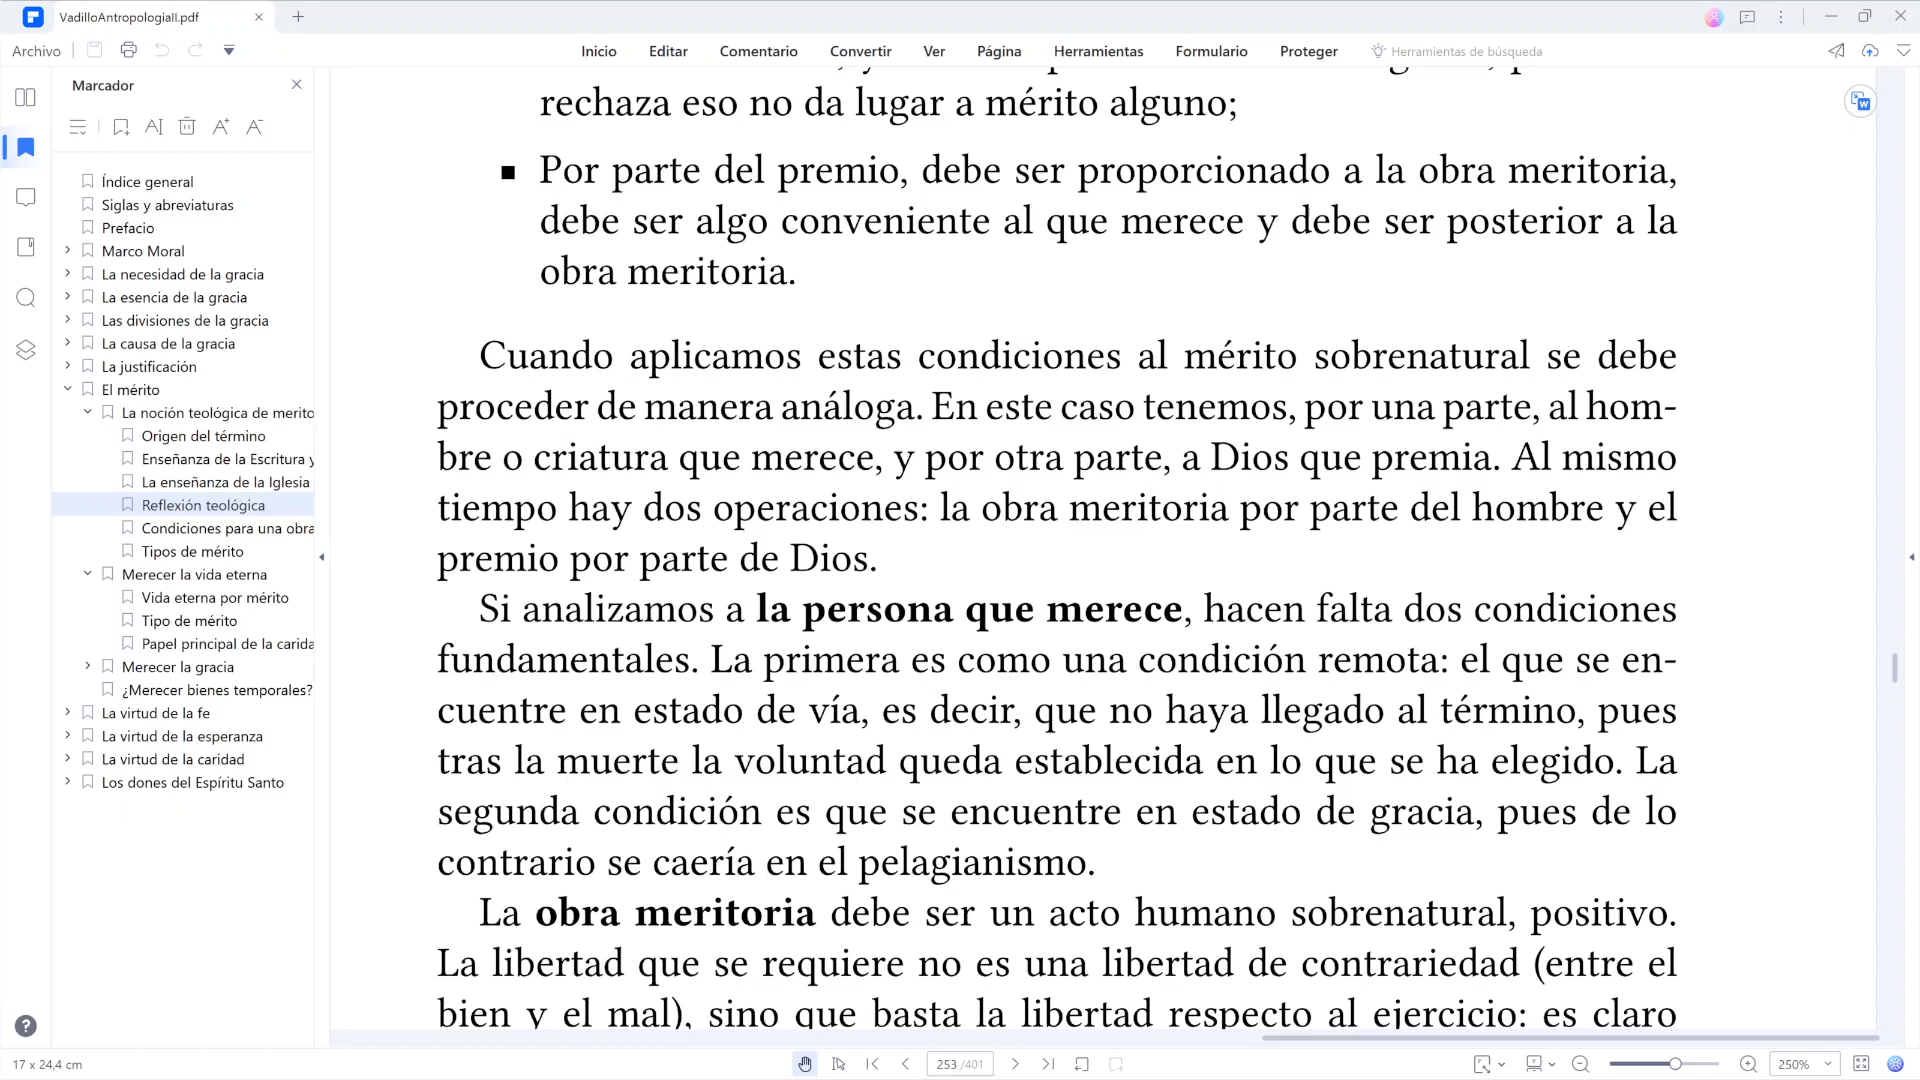 VadilloAntropologiaII.pdf
Archivo
Inicio
Editar
Comentario
Convertir
Ver
Página
Herramientas
Formulario
Proteger
Herramientas de búsqueda
Marcador
Índice general
Siglas y abreviaturas
Prefacio
Marco Moral
La necesidad de la gracia
La esencia de la gracia
Las divisiones de la gracia
La causa de la gracia
La justificación
El mérito
La noción teológica de merito
Origen del término
Enseñanza de la Escritura y
La enseñanza de la Iglesia
Reflexión teológica
Condiciones para una obra
Tipos de mérito
Merecer la vida eterna
Vida eterna por mérito
Tipo de mérito
Papel principal de la carida
Merecer la gracia
¿Merecer bienes temporales?
La virtud de la fe
La virtud de la esperanza
La virtud de la caridad
Los dones del Espíritu Santo
rechaza eso no da lugar a mérito alguno;
▪ Por parte del premio, debe ser proporcionado a la obra meritoria,
debe ser algo conveniente al que merece y debe ser posterior a la
obra meritoria.
Cuando aplicamos estas condiciones al mérito sobrenatural se debe
proceder de manera análoga. En este caso tenemos, por una parte, al hom-
bre o criatura que merece, y por otra parte, a Dios que premia. Al mismo
tiempo hay dos operaciones: la obra meritoria por parte del hombre y el
premio por parte de Dios.
Si analizamos a la persona que merece, hacen falta dos condiciones
fundamentales. La primera es como una condición remota: el que se en-
cuentre en estado de vía, es decir, que no haya llegado al término, pues
tras la muerte la voluntad queda establecida en lo que se ha elegido. La
segunda condición es que se encuentre en estado de gracia, pues de lo
contrario se caería en el pelagianismo.
La obra meritoria debe ser un acto humano sobrenatural, positivo.
La libertad que se requiere no es una libertad de contrariedad (entre el
bien y el mal), sino que basta la libertad respecto al ejercicio: es claro
17 x 24,4 cm
253 /401
250%